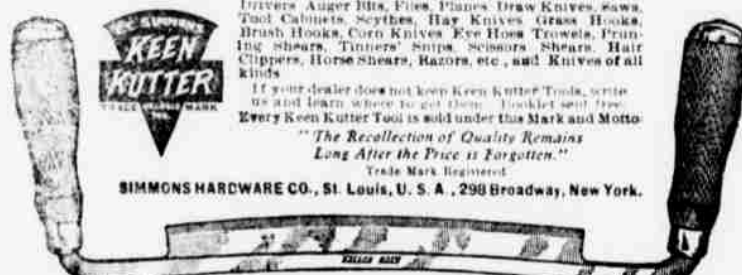 E.C. SIMMONS
KEEN
KUTTER
TRADE MARK
Drivers Auger Bits, Files, Planes Draw Knives, Saws,
Tool Cabinets, Scythes, Hay Knives Grass Hooks,
Brush Hooks, Corn Knives Eye Hoes Trowels, Prun-
ing Shears, Tinners' Snips Scissors Shears, Hair
Clippers, Horse Shears, Razors, etc., and Knives of all
kinds
If your dealer does not keep Keen Kutter Tools, write
us and learn where to get them Booklet sent free.
Every Keen Kutter Tool is sold under this Mark and Motto:
"The Recollection of Quality Remains
Long After the Price is Forgotten."
Trade Mark Registered
SIMMONS HARDWARE CO., St. Louis, U. S. A., 298 Broadway, New York.